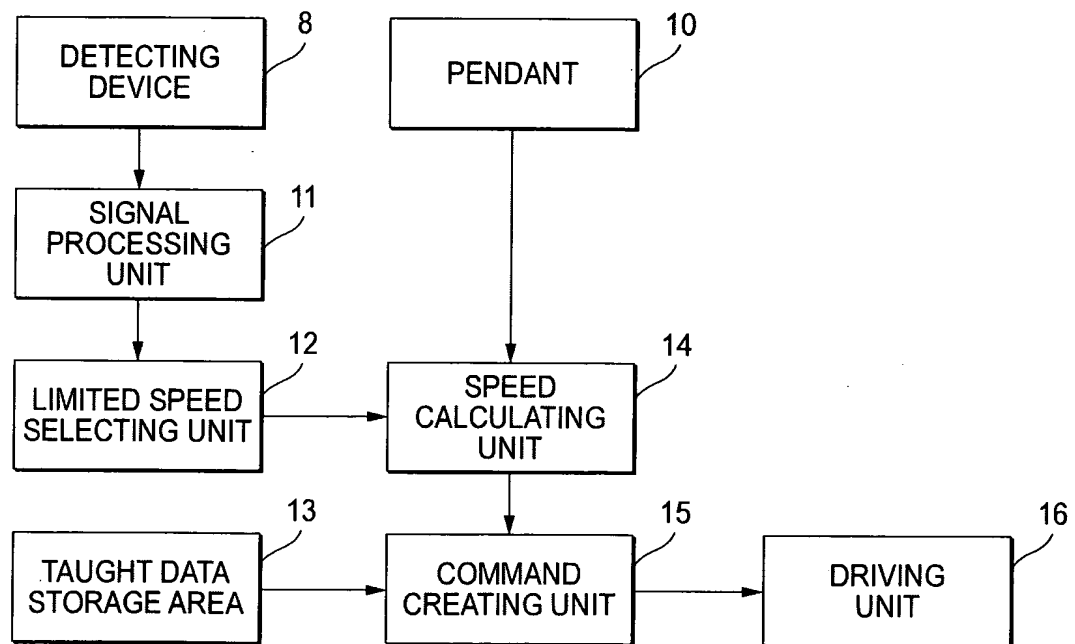 8
DETECTING
DEVICE
10
PENDANT
11
SIGNAL
PROCESSING
UNIT
12
LIMITED SPEED
SELECTING UNIT
14
SPEED
CALCULATING
UNIT
13
TAUGHT DATA
STORAGE AREA
15
COMMAND
CREATING UNIT
16
DRIVING
UNIT